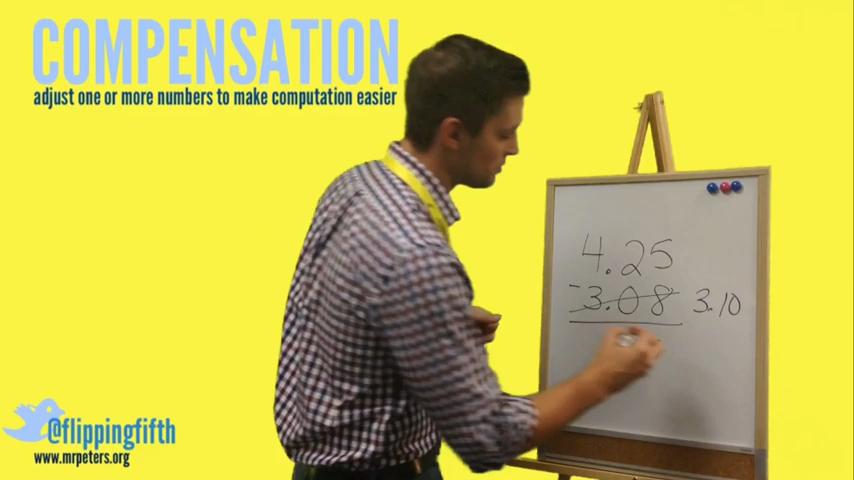 COMPENSATION
adjust one or more numbers to make computation easier
4.25
-3.08 3.10
@flippingfifth
www.mrpeters.org